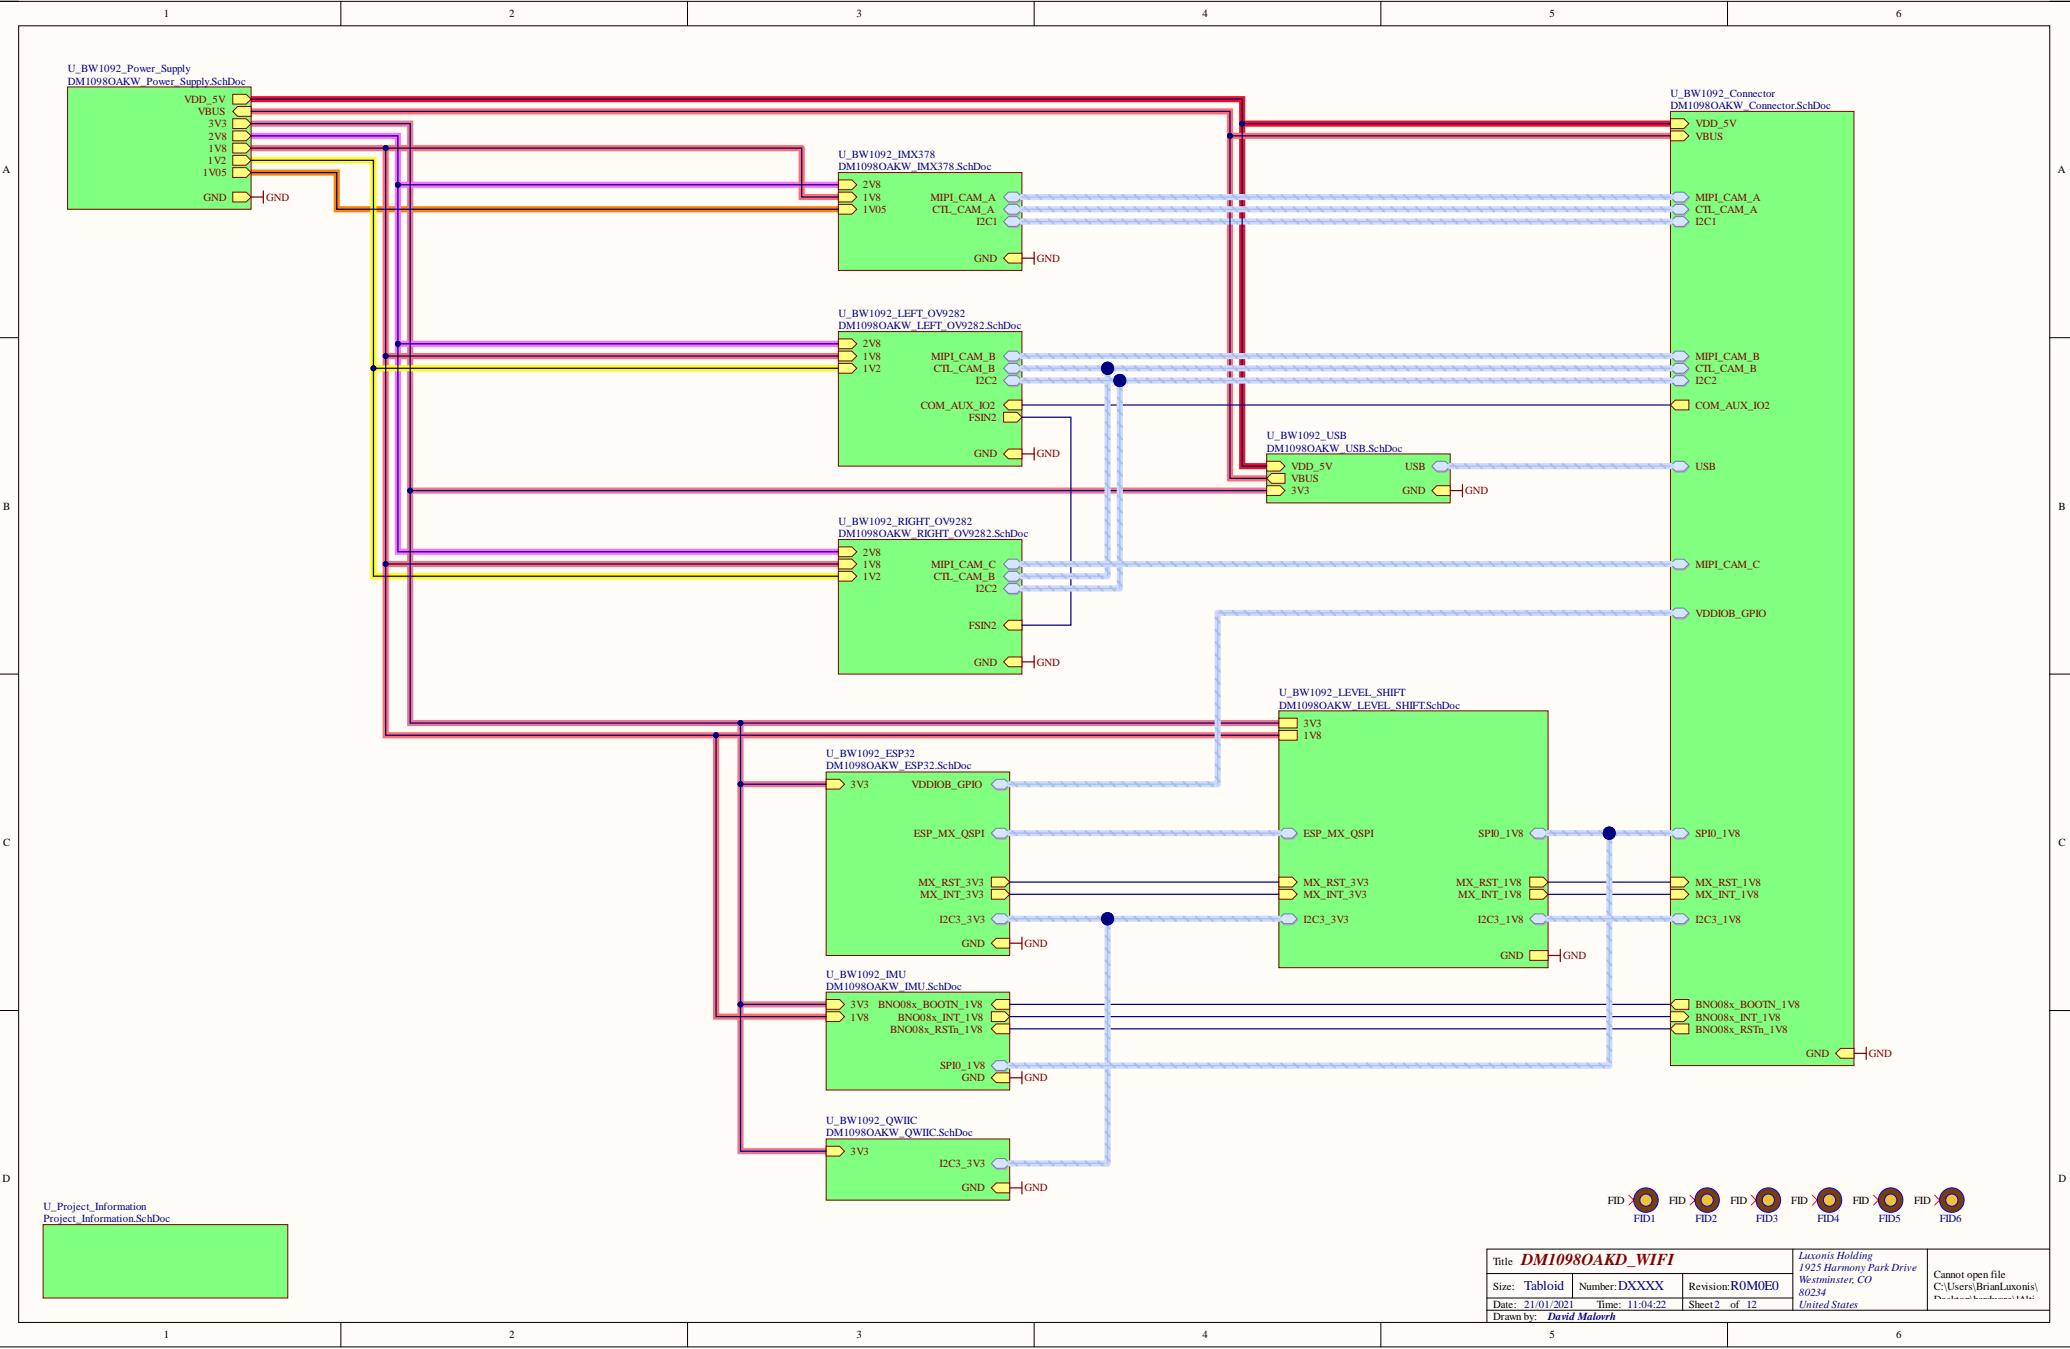 1 2 3 4 5 6
A
A
B
B
C
C
D
D
U_BW1092_Power_Supply
DM1098OAKW_Power_Supply.SchDoc
VDD_5V
VBUS
3V3
2V8
1V8
1V2
1V05
GND GND
U_BW1092_IMX378
DM1098OAKW_IMX378.SchDoc
2V8
1V8 MIPI_CAM_A
1V05 CTL_CAM_A
I2C1
GND GND
U_BW1092_LEFT_OV9282
DM1098OAKW_LEFT_OV9282.SchDoc
2V8
1V8 MIPI_CAM_B
1V2 CTL_CAM_B
I2C2
COM_AUX_IO2
FSIN2
GND GND
U_BW1092_RIGHT_OV9282
DM1098OAKW_RIGHT_OV9282.SchDoc
2V8
1V8 MIPI_CAM_C
1V2 CTL_CAM_B
I2C2
FSIN2
GND GND
U_BW1092_USB
DM1098OAKW_USB.SchDoc
VDD_5V USB
VBUS
3V3 GND GND
U_BW1092_ESP32
DM1098OAKW_ESP32.SchDoc
3V3 VDDIOB_GPIO
ESP_MX_QSPI
MX_RST_3V3
MX_INT_3V3
I2C3_3V3
GND GND
U_BW1092_LEVEL_SHIFT
DM1098OAKW_LEVEL_SHIFT.SchDoc
3V3
1V8
ESP_MX_QSPI SPI0_1V8
MX_RST_3V3 MX_RST_1V8
MX_INT_3V3 MX_INT_1V8
I2C3_3V3 I2C3_1V8
GND GND
U_BW1092_IMU
DM1098OAKW_IMU.SchDoc
3V3 BNO08x_BOOTN_1V8
1V8 BNO08x_INT_1V8
BNO08x_RSTn_1V8
SPI0_1V8
GND GND
U_BW1092_QWIIC
DM1098OAKW_QWIIC.SchDoc
3V3
I2C3_3V3
GND GND
U_BW1092_Connector
DM1098OAKW_Connector.SchDoc
VDD_5V
VBUS
MIPI_CAM_A
CTL_CAM_A
I2C1
MIPI_CAM_B
CTL_CAM_B
I2C2
COM_AUX_IO2
USB
MIPI_CAM_C
VDDIOB_GPIO
SPI0_1V8
MX_RST_1V8
MX_INT_1V8
I2C3_1V8
BNO08x_BOOTN_1V8
BNO08x_INT_1V8
BNO08x_RSTn_1V8
GND GND
U_Project_Information
Project_Information.SchDoc
FID FID FID FID FID FID
FID1 FID2 FID3 FID4 FID5 FID6
Title DM1098OAKD_WIFI
Size: Tabloid Number:DXXXX Revision:R0M0E0
Date: 21/01/2021 Time: 11:04:22 Sheet 2 of 12
Drawn by: David Malovrh
Luxonis Holding
1925 Harmony Park Drive
Westminster, CO
80234
United States
Cannot open file
C:\Users\BrianLuxonis\
1 2 3 4 5 6